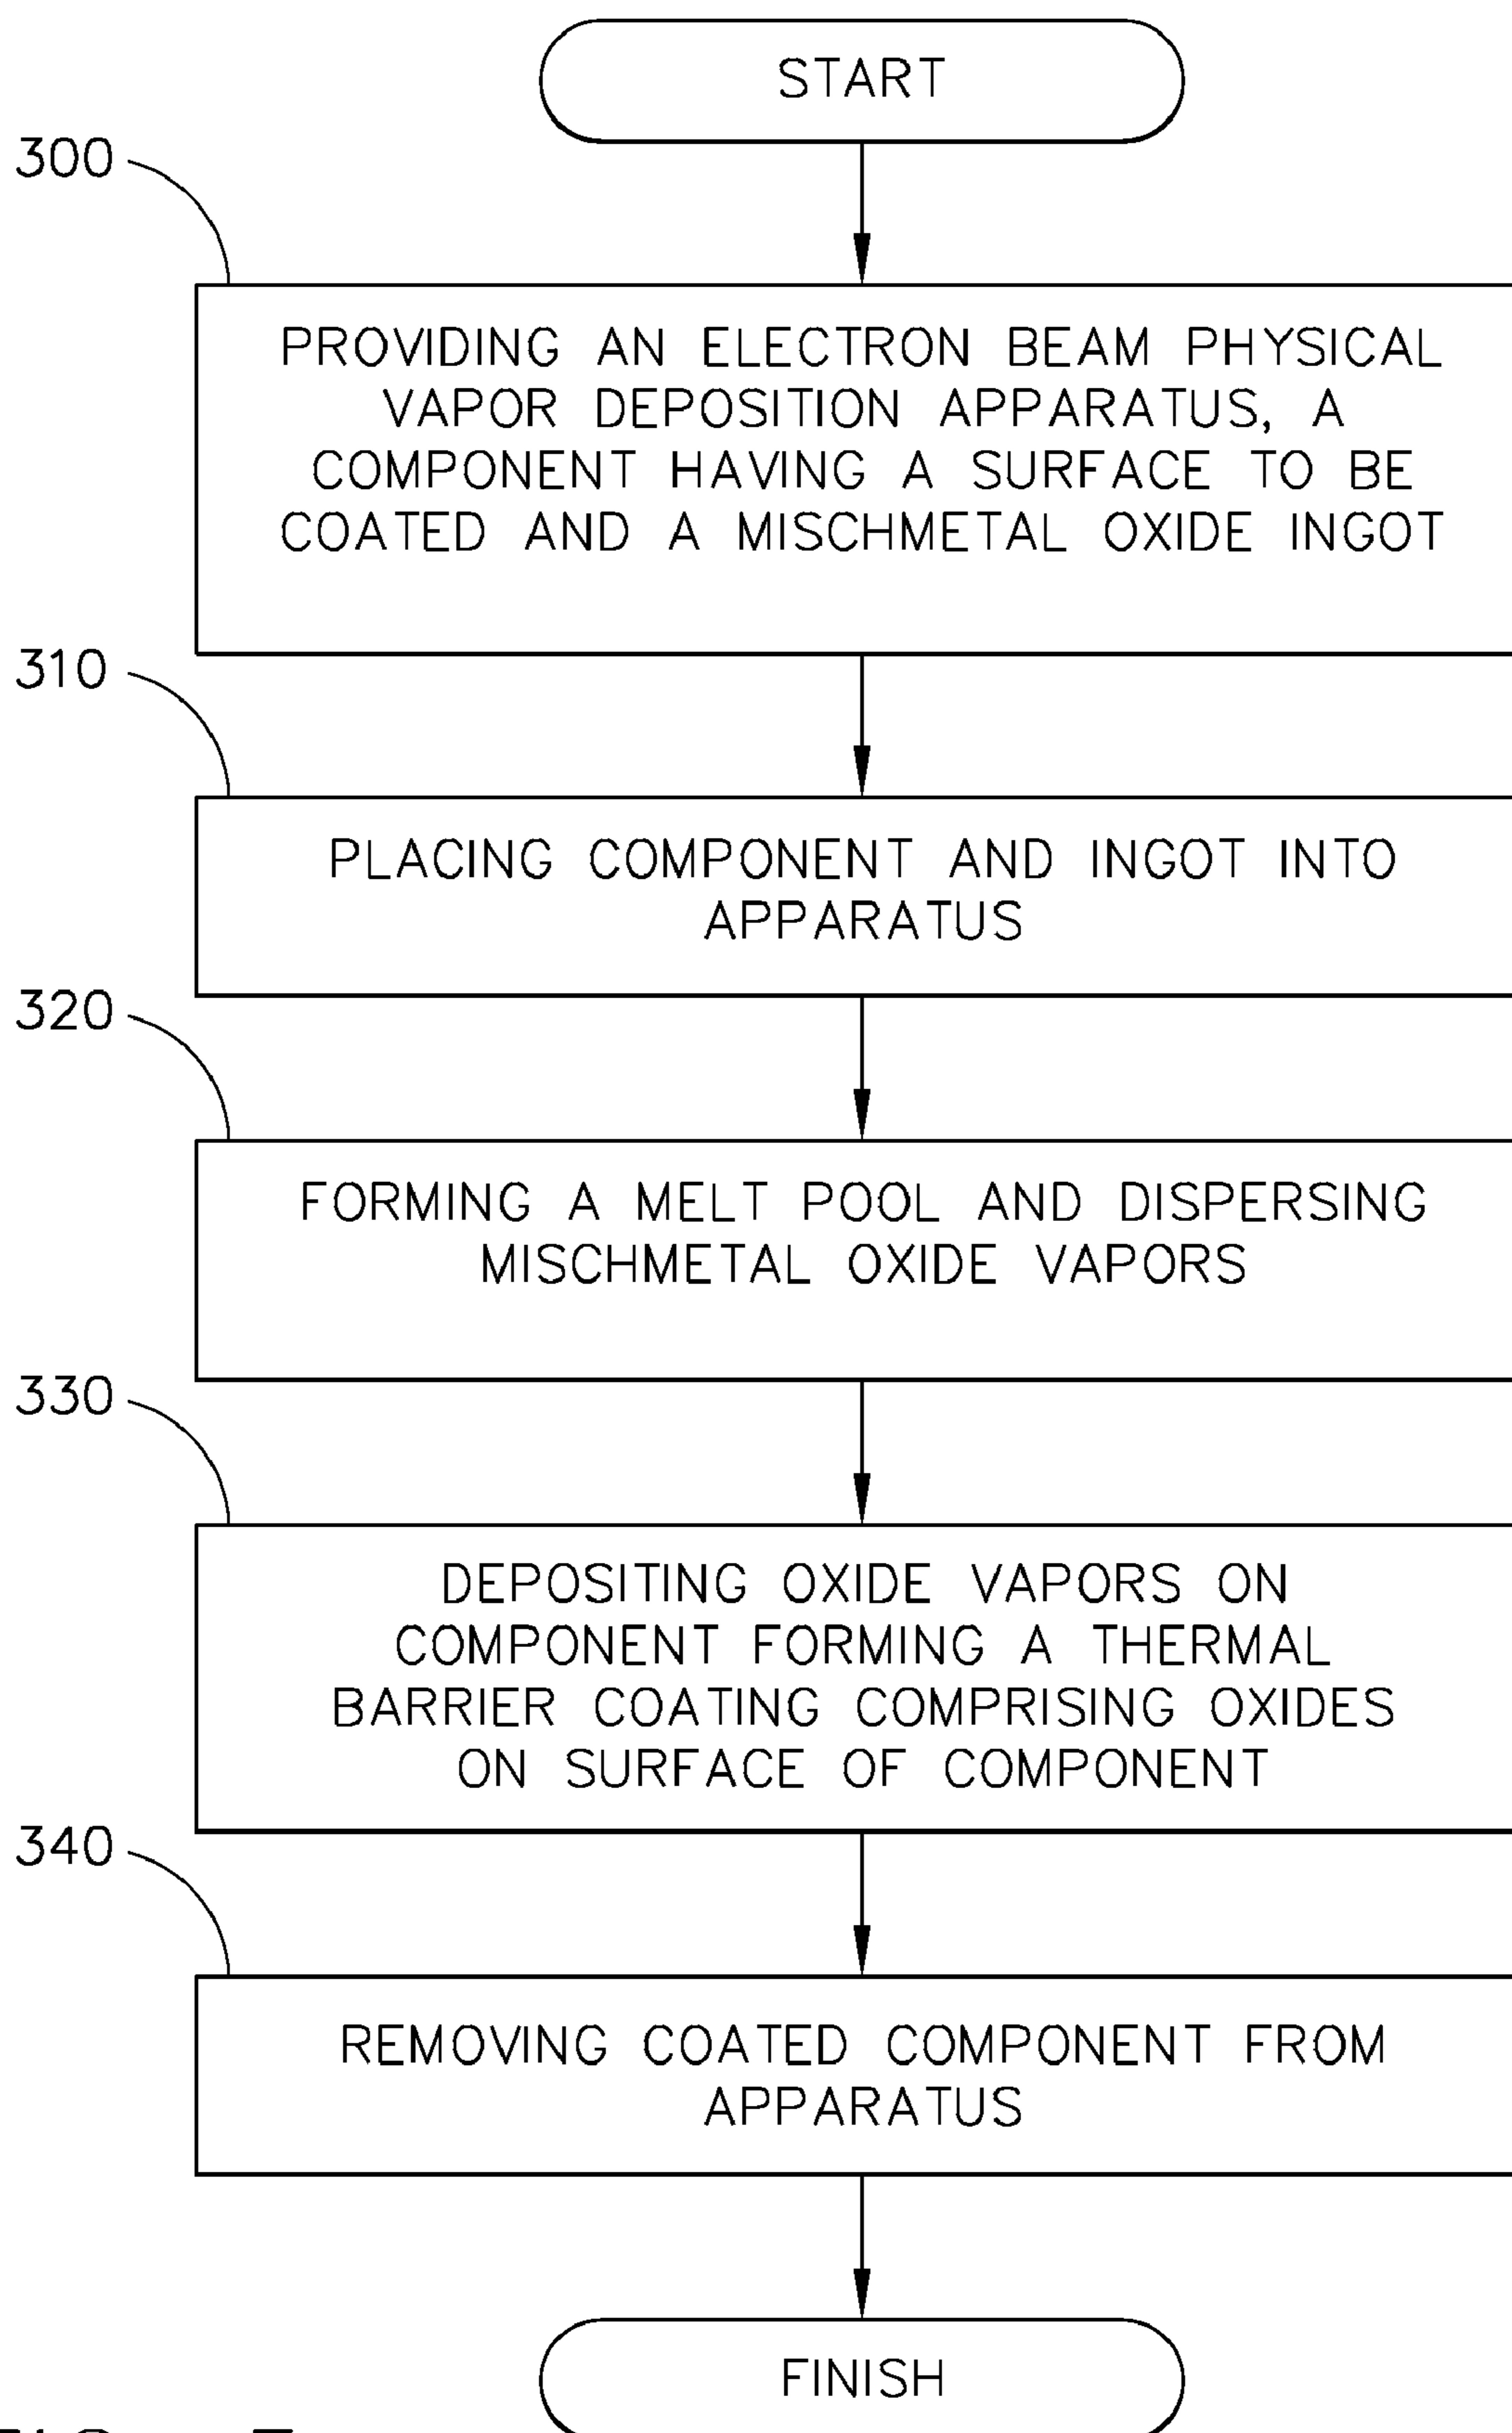 START
300
PROVIDING AN ELECTRON BEAM PHYSICAL
VAPOR DEPOSITION APPARATUS, A
COMPONENT HAVING A SURFACE TO BE
COATED AND A MISCHMETAL OXIDE INGOT
310
PLACING COMPONENT AND INGOT INTO
APPARATUS
320
FORMING A MELT POOL AND DISPERSING
MISCHMETAL OXIDE VAPORS
330
DEPOSITING OXIDE VAPORS ON
COMPONENT FORMING A THERMAL
BARRIER COATING COMPRISING OXIDES
ON SURFACE OF COMPONENT
340
REMOVING COATED COMPONENT FROM
APPARATUS
FINISH